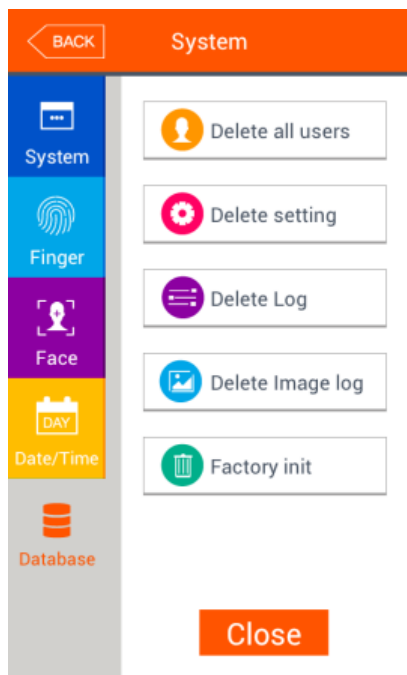 BACK
System
System
Finger
Face
DAY
Date/Time
Database
Delete all users
Delete setting
Delete Log
Delete Image log
Factory init
Close